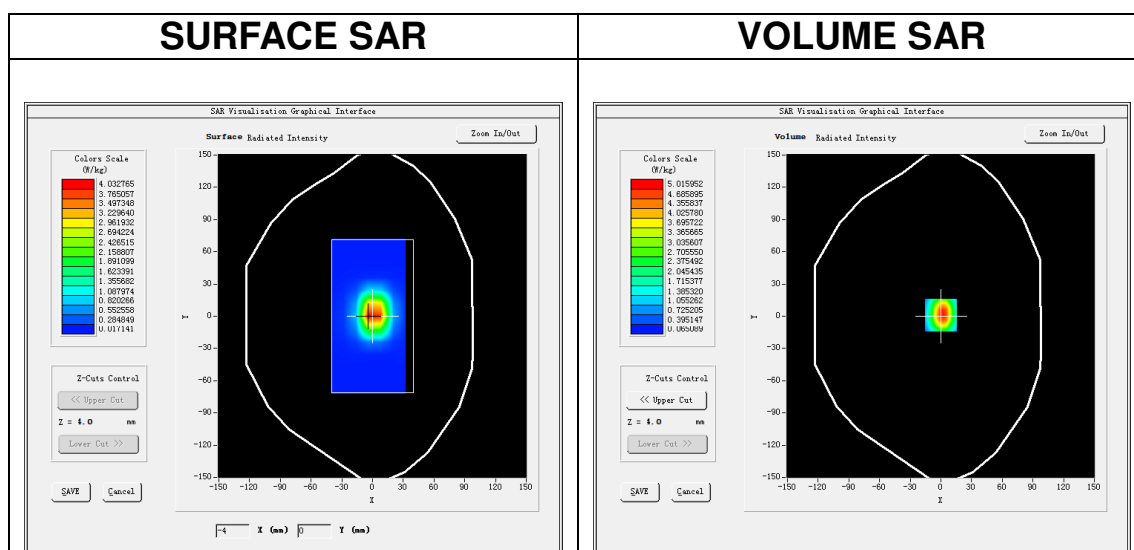 SURFACE SAR
VOLUME SAR
SAR Visualisation Graphical Interface
Surface Radiated Intensity
Zoom In/Out
Colors Scale
(W/kg)
4.032765
3.765057
3.497348
3.229640
2.961932
2.694224
2.426515
2.158807
1.891099
1.623391
1.355682
1.087974
0.820266
0.552558
0.284849
0.017141
Z-Cuts Control
<< Upper Cut
Z = 4.0 mm
Lower Cut >>
SAVE
Cancel
150
120
90
60
30
0
-30
-60
-90
-120
-150
Y
-150 -120 -90 -60 -30 0 30 60 90 120 150
X
-4 X (mm) 0 Y (mm)
SAR Visualisation Graphical Interface
Volume Radiated Intensity
Zoom In/Out
Colors Scale
(W/kg)
5.015952
4.685895
4.355837
4.025780
3.695722
3.365665
3.035607
2.705550
2.375492
2.045435
1.715377
1.385320
1.055262
0.725205
0.395147
0.065089
Z-Cuts Control
<< Upper Cut
Z = 4.0 mm
Lower Cut >>
SAVE
Cancel
150
120
90
60
30
0
-30
-60
-90
-120
-150
Y
-150 -120 -90 -60 -30 0 30 60 90 120 150
X